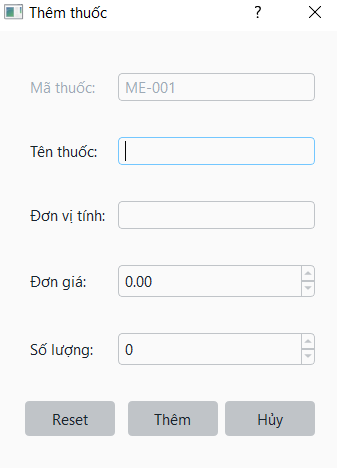 Thêm thuốc ?
Mã thuốc: ME-001
Tên thuốc:
Đơn vị tính:
Đơn giá: 0.00
Số lượng: 0
Reset Thêm Hủy